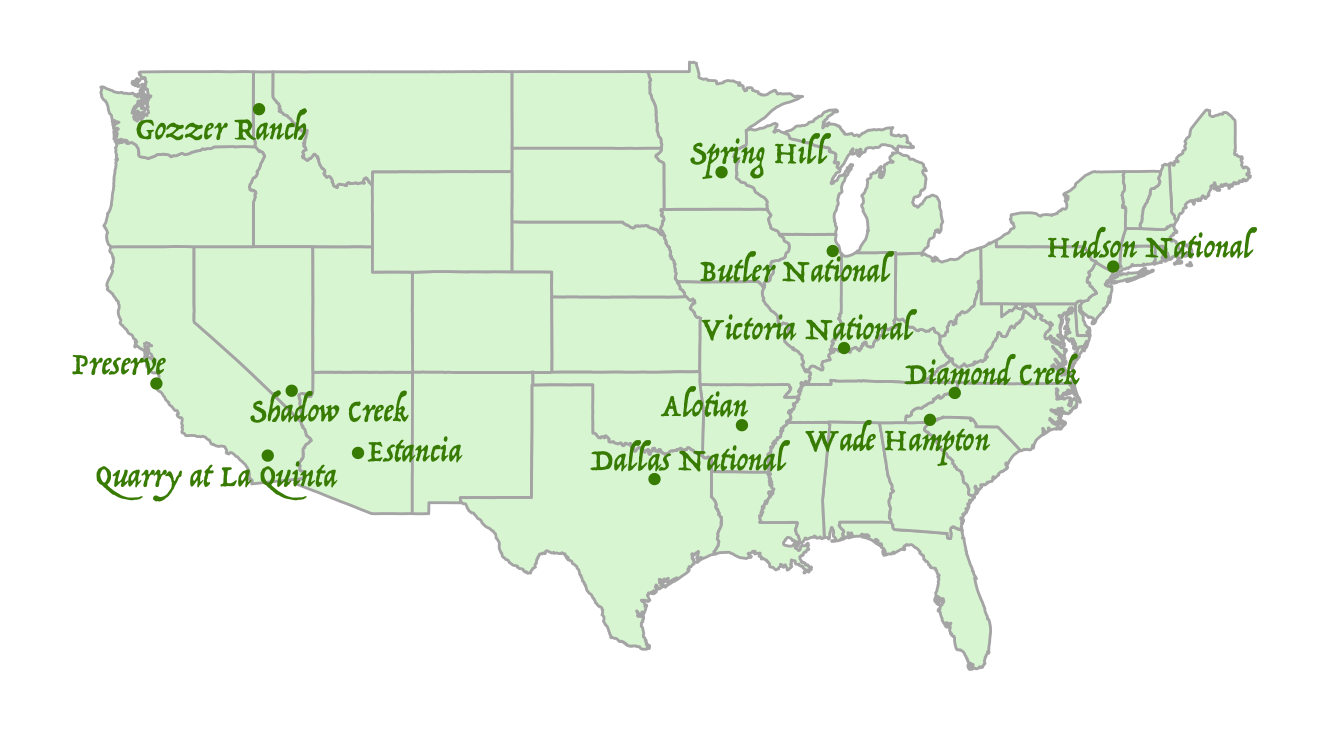 Gozzer Ranch
Spring Hill
Hudson National
Butler National
Victoria National
Preserve
Diamond Creek
Shadow Creek
Alotian
Wade Hampton
Estancia
Dallas National
Quarry at La Quinta